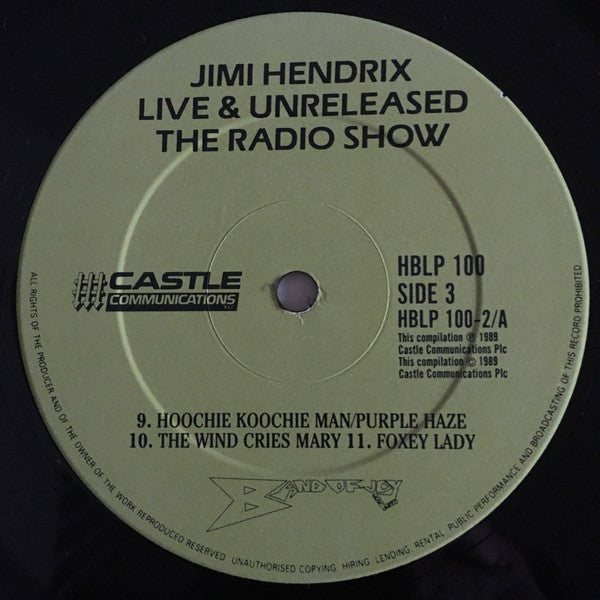 JIMI HENDRIX
LIVE & UNRELEASED
THE RADIO SHOW
CASTLE
COMMUNICATIONS
HBLP 100
SIDE 3
HBLP 100-2/A
This compilation ℗ 1989
Castle Communications Plc
This compilation © 1989
Castle Communications Plc
9. HOOCHIE KOOCHIE MAN/PURPLE HAZE
10. THE WIND CRIES MARY 11. FOXEY LADY
BAND OF JOY
ALL RIGHTS OF THE PRODUCER AND OF THE OWNER OF THE WORK REPRODUCED RESERVED UNAUTHORISED COPYING HIRING LENDING RENTAL PUBLIC PERFORMANCE AND BROADCASTING OF THIS RECORD PROHIBITED